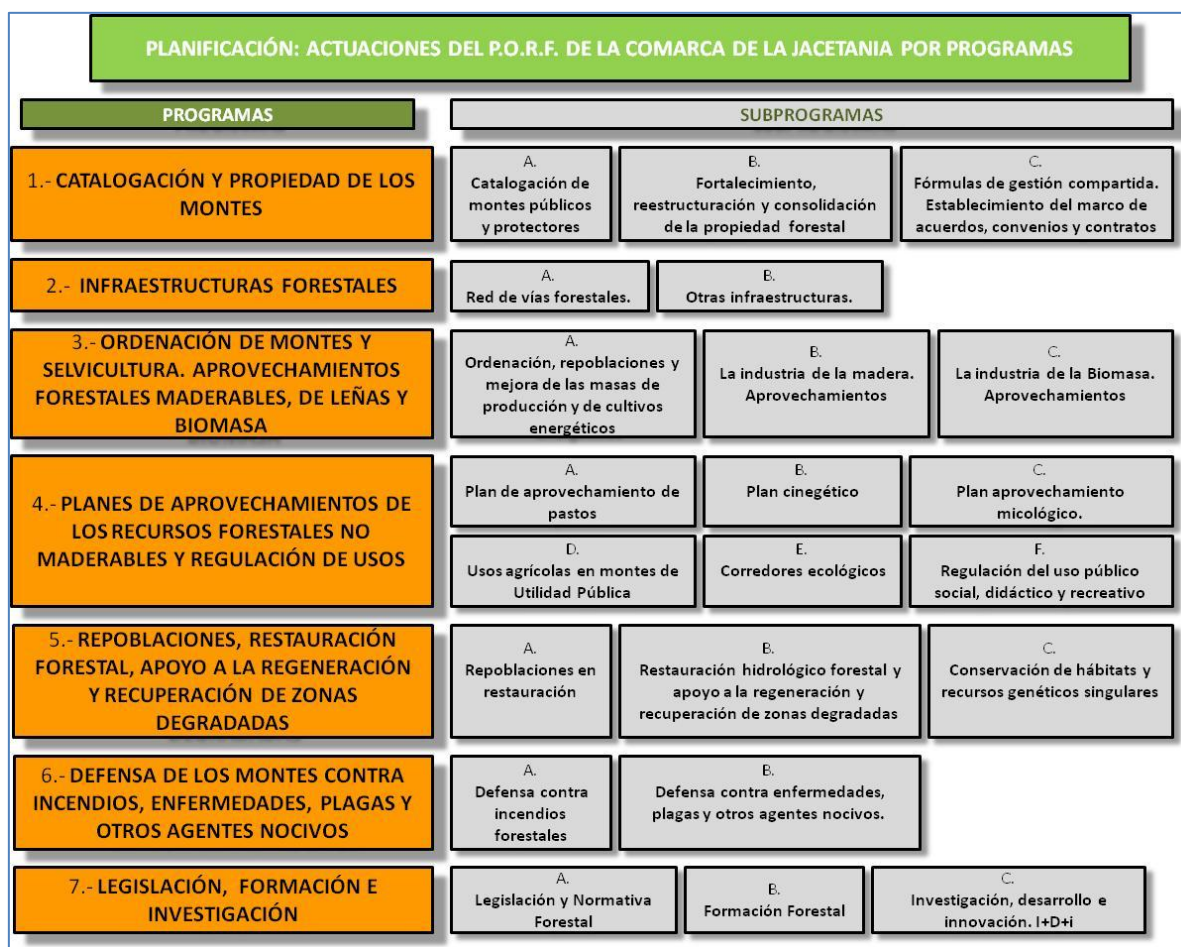 PLANIFICACIÓN: ACTUACIONES DEL P.O.R.F. DE LA COMARCA DE LA JACETANIA POR PROGRAMAS
PROGRAMAS
SUBPROGRAMAS
1.- CATALOGACIÓN Y PROPIEDAD DE LOS
MONTES
A.
Catalogación de
montes públicos
y protectores
B.
Fortalecimiento,
reestructuración y consolidación
de la propiedad forestal
C.
Fórmulas de gestión compartida.
Establecimiento del marco de
acuerdos, convenios y contratos
2.- INFRAESTRUCTURAS FORESTALES
A.
Red de vías forestales.
B.
Otras infraestructuras.
3.- ORDENACIÓN DE MONTES Y
SELVICULTURA. APROVECHAMIENTOS
FORESTALES MADERABLES, DE LEÑAS Y
BIOMASA
A.
Ordenación, repoblaciones y
mejora de las masas de
producción y de cultivos
energéticos
B.
La industria de la madera.
Aprovechamientos
C.
La industria de la Biomasa.
Aprovechamientos
4.- PLANES DE APROVECHAMIENTOS DE
LOS RECURSOS FORESTALES NO
MADERABLES Y REGULACIÓN DE USOS
A.
Plan de aprovechamiento de
pastos
B.
Plan cinegético
C.
Plan aprovechamiento
micológico.
D.
Usos agrícolas en montes de
Utilidad Pública
E.
Corredores ecológicos
F.
Regulación del uso público
social, didáctico y recreativo
5.- REPOBLACIONES, RESTAURACIÓN
FORESTAL, APOYO A LA REGENERACIÓN
Y RECUPERACIÓN DE ZONAS
DEGRADADAS
A.
Repoblaciones en
restauración
B.
Restauración hidrológico forestal y
apoyo a la regeneración y
recuperación de zonas degradadas
C.
Conservación de hábitats y
recursos genéticos singulares
6.- DEFENSA DE LOS MONTES CONTRA
INCENDIOS, ENFERMEDADES, PLAGAS Y
OTROS AGENTES NOCIVOS
A.
Defensa contra
incendios
forestales
B.
Defensa contra enfermedades,
plagas y otros agentes nocivos.
7.- LEGISLACIÓN, FORMACIÓN E
INVESTIGACIÓN
A.
Legislación y Normativa
Forestal
B.
Formación Forestal
C.
Investigación, desarrollo e
innovación. I+D+i